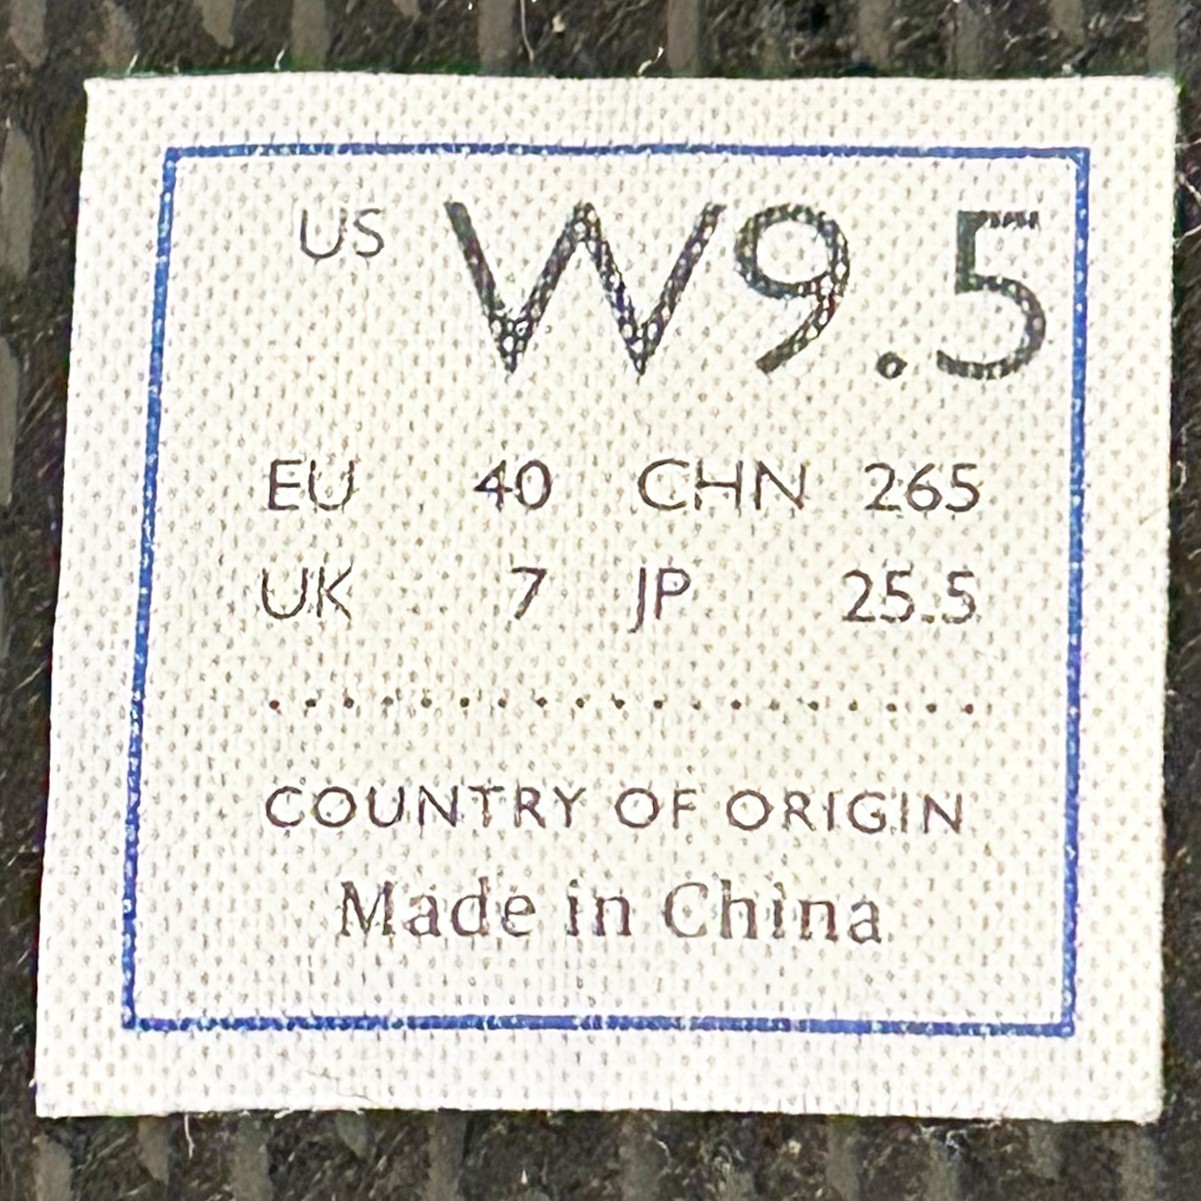 US W9.5
EU 40 CHN 265
UK 7 JP 25.5
COUNTRY OF ORIGIN
Made in China